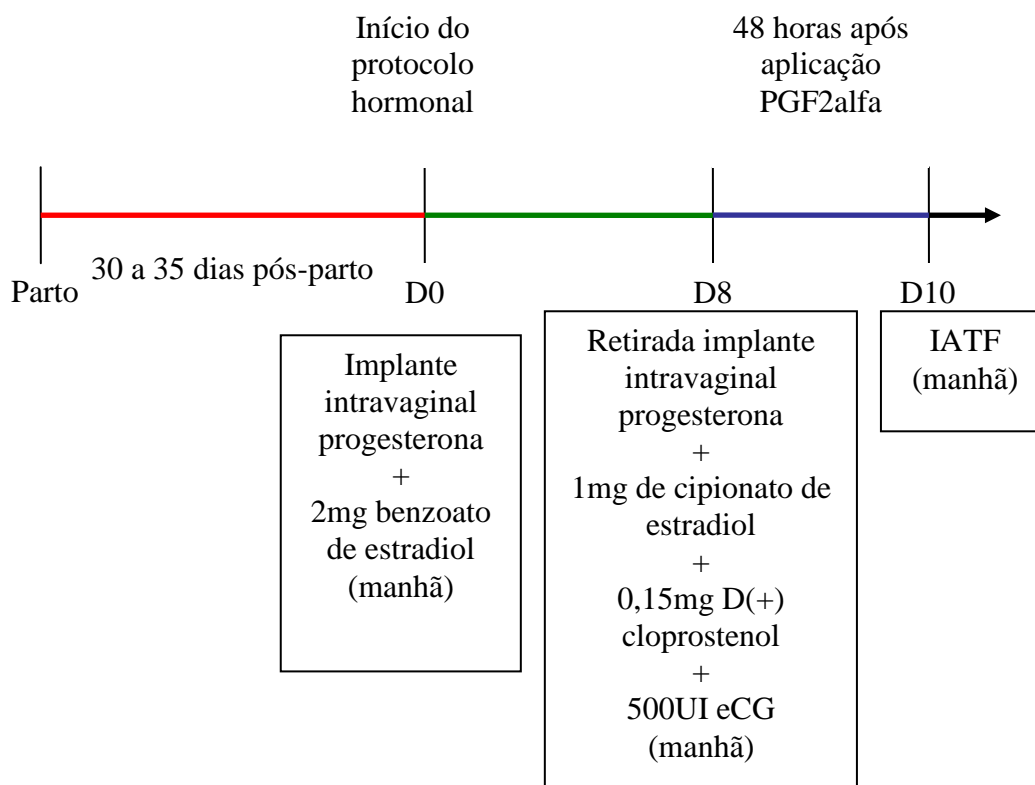 Início do
protocolo
hormonal
48 horas após
aplicação
PGF2alfa
30 a 35 dias pós-parto
Parto
D0
D8
D10
Implante
intravaginal
progesterona
+
2mg benzoato
de estradiol
(manhã)
Retirada implante
intravaginal
progesterona
+
1mg de cipionato de
estradiol
+
0,15mg D(+)
cloprostenol
+
500UI eCG
(manhã)
IATF
(manhã)